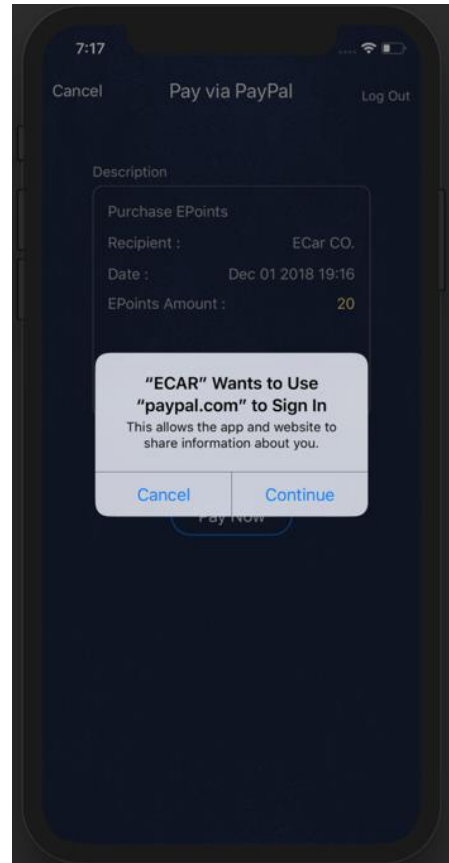 7:17
Cancel Pay via PayPal Log Out
Description
Purchase EPoints
Recipient : ECar CO.
Date : Dec 01 2018 19:16
EPoints Amount : 20
“ECAR” Wants to Use
“paypal.com” to Sign In
This allows the app and website to
share information about you.
Cancel Continue
Pay Now